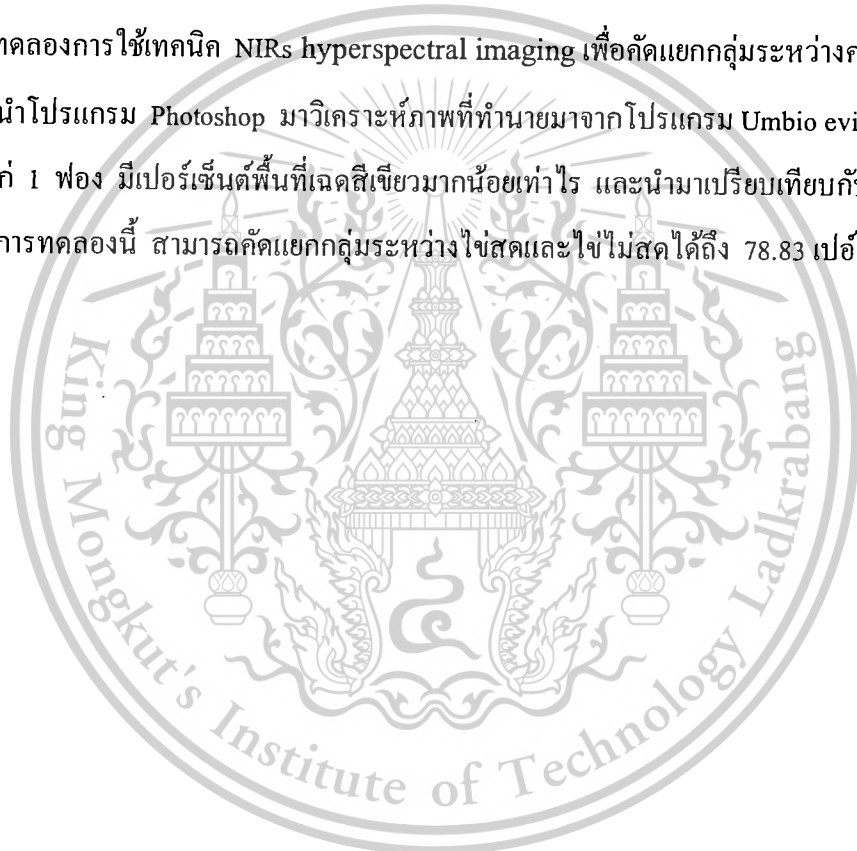 ทดลองการใช้เทคนิค NIRs hyperspectral imaging เพื่อคัดแยกกลุ่มระหว่างค
นำโปรแกรม Photoshop มาวิเคราะห์ภาพที่ทำนายมาจากโปรแกรม Umbio evi
ก่ 1 ฟอง มีเปอร์เซ็นต์พื้นที่เฉดสีเขียวมากน้อยเท่าไร และนำมาเปรียบเทียบกั
การทดลองนี้ สามารถคัดแยกกลุ่มระหว่างไข่สดและไข่ไม่สดได้ถึง 78.83 เปอ
King Mongkut's Institute of Technology Ladkrabang